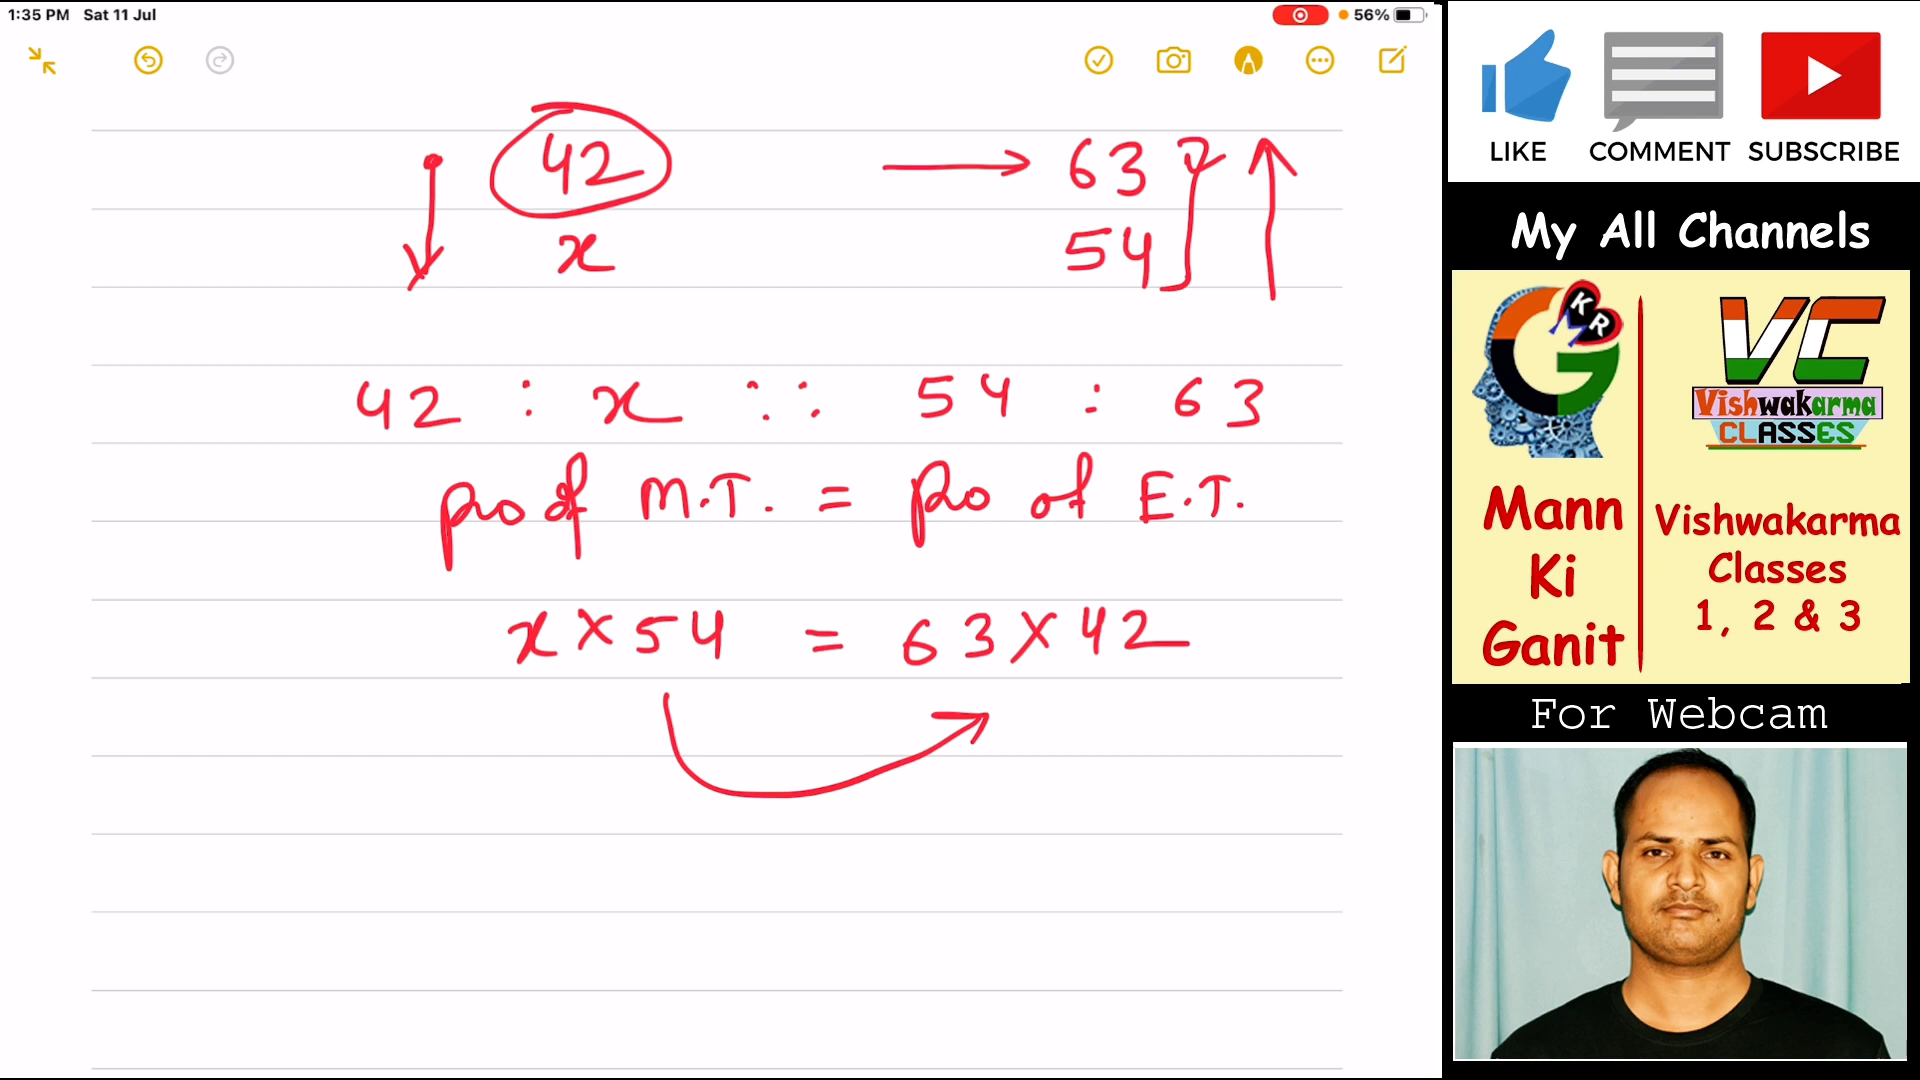 1:35 PM Sat 11 Jul
56%
42 → 63
x 54
42 : x :: 54 : 63
pro of M.T. = pro of E.T.
x × 54 = 63 × 42
LIKE COMMENT SUBSCRIBE
My All Channels
G KR
VC
Vishwakarma
CLASSES
Mann
Ki
Ganit
Vishwakarma
Classes
1, 2 & 3
For Webcam